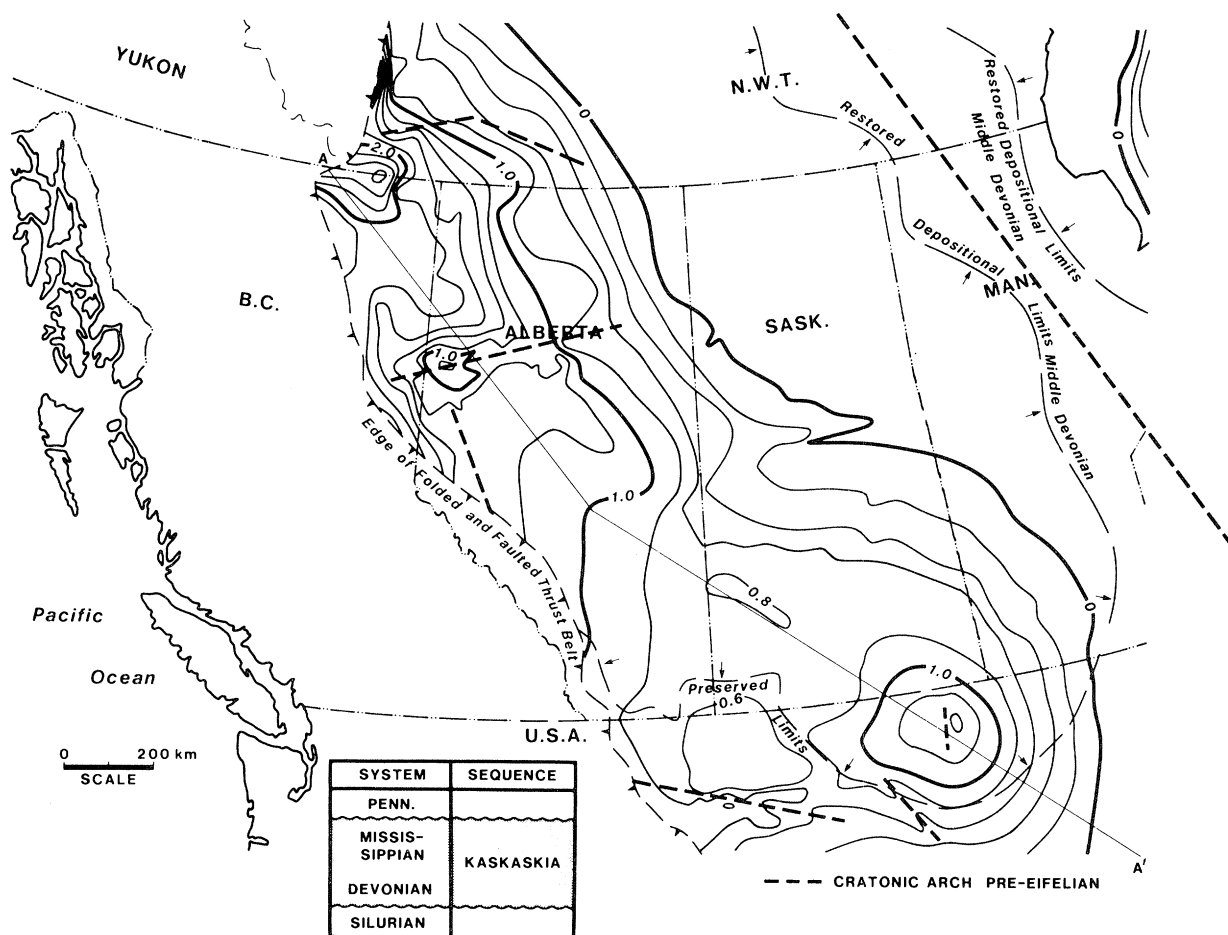 YUKON
N.W.T.
Restored Depositional Limits
Middle Devonian
Restored
0
0
A
2.0
1.0
Depositional
MAN.
B.C.
ALBERTA
SASK.
Limits Middle Devonian
1.0
Edge of Folded and Faulted Thrust Belt
1.0
0.8
0
Pacific
Ocean
Preserved
0.6
Limits
1.0
U.S.A.
0 200 km
SCALE
SYSTEM SEQUENCE
PENN.
MISSIS-
SIPPIAN
KASKASKIA
DEVONIAN
SILURIAN
A'
CRATONIC ARCH PRE-EIFELIAN